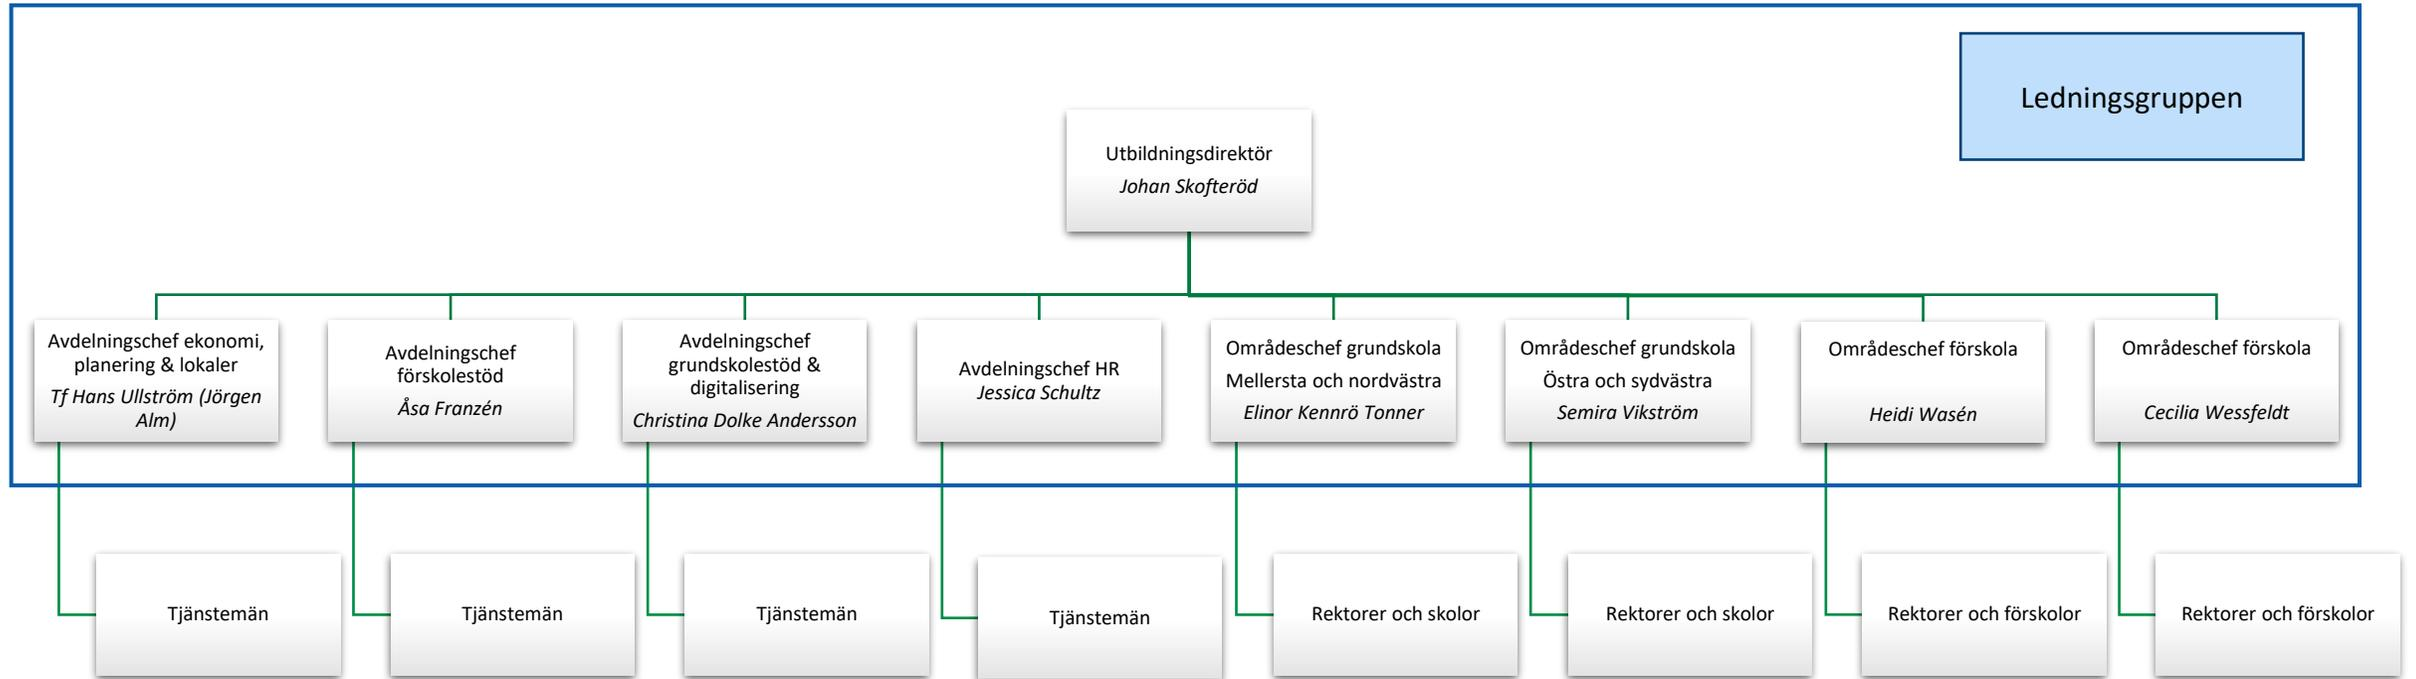 Ledningsgruppen
Utbildningsdirektör
Johan Skofteröd
Avdelningschef ekonomi,
planering & lokaler
Tf Hans Ullström (Jörgen
Alm)
Avdelningschef
förskolestöd
Åsa Franzén
Avdelningschef
grundskolestöd &
digitalisering
Christina Dolke Andersson
Avdelningschef HR
Jessica Schultz
Områdeschef grundskola
Mellersta och nordvästra
Elinor Kennrö Tonner
Områdeschef grundskola
Östra och sydvästra
Semira Vikström
Områdeschef förskola
Heidi Wasén
Områdeschef förskola
Cecilia Wessfeldt
Tjänstemän
Tjänstemän
Tjänstemän
Tjänstemän
Rektorer och skolor
Rektorer och skolor
Rektorer och förskolor
Rektorer och förskolor